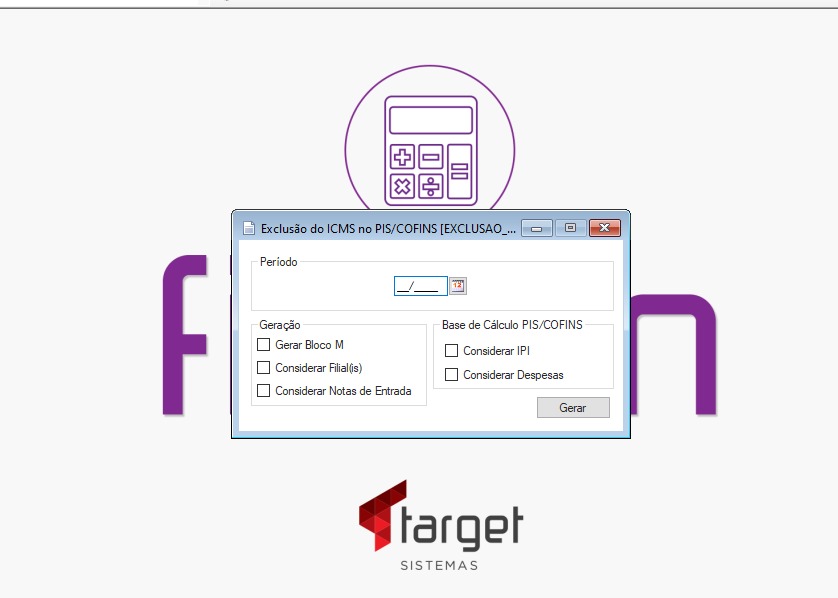 Exclusão do ICMS no PIS/COFINS [EXCLUSAO_...
Período
__/____
Geração
Gerar Bloco M
Considerar Filial(is)
Considerar Notas de Entrada
Base de Cálculo PIS/COFINS
Considerar IPI
Considerar Despesas
Gerar
target
SISTEMAS